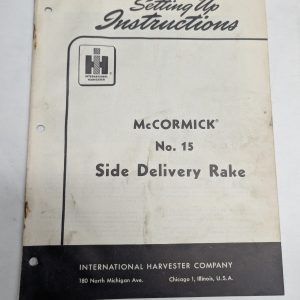 Setting Up
Instructions
IH
INTERNATIONAL
HARVESTER
McCORMICK®
No. 15
Side Delivery Rake
INTERNATIONAL HARVESTER COMPANY
180 North Michigan Ave. Chicago 1, Illinois, U.S.A.